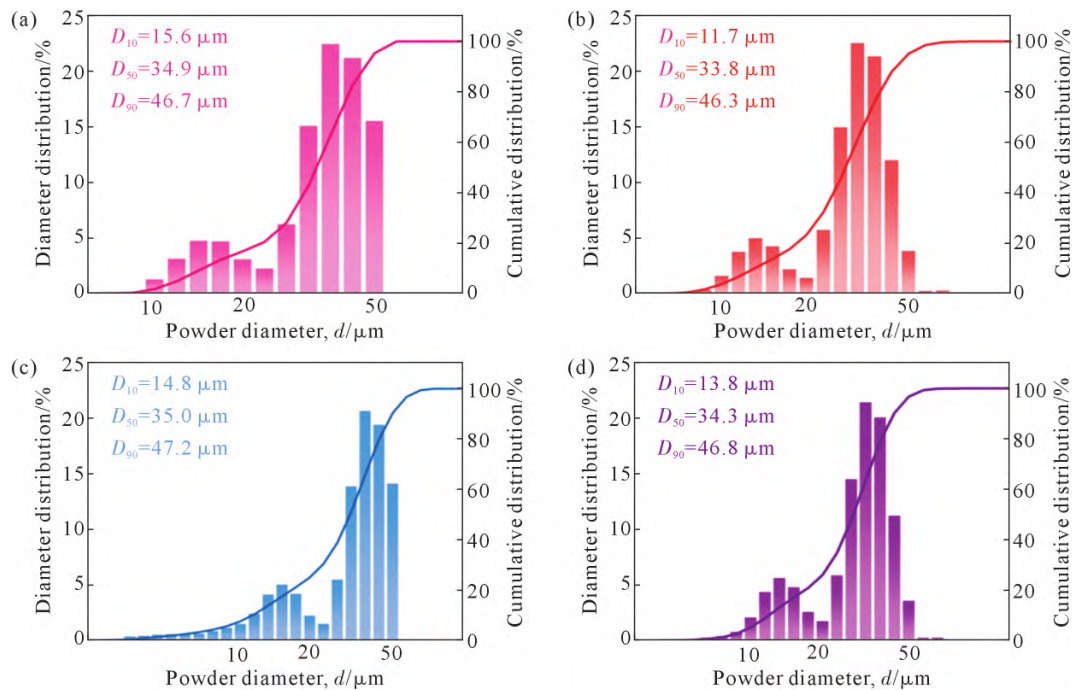 (a)
D10=15.6 μm
D50=34.9 μm
D90=46.7 μm
Diameter distribution/%
25
20
15
10
5
0
Cumulative distribution/%
100
80
60
40
20
0
10
20
50
Powder diameter, d/μm
(b)
D10=11.7 μm
D50=33.8 μm
D90=46.3 μm
Diameter distribution/%
25
20
15
10
5
0
Cumulative distribution/%
100
80
60
40
20
0
10
20
50
Powder diameter, d/μm
(c)
D10=14.8 μm
D50=35.0 μm
D90=47.2 μm
Diameter distribution/%
25
20
15
10
5
0
Cumulative distribution/%
100
80
60
40
20
0
10
20
50
Powder diameter, d/μm
(d)
D10=13.8 μm
D50=34.3 μm
D90=46.8 μm
Diameter distribution/%
25
20
15
10
5
0
Cumulative distribution/%
100
80
60
40
20
0
10
20
50
Powder diameter, d/μm